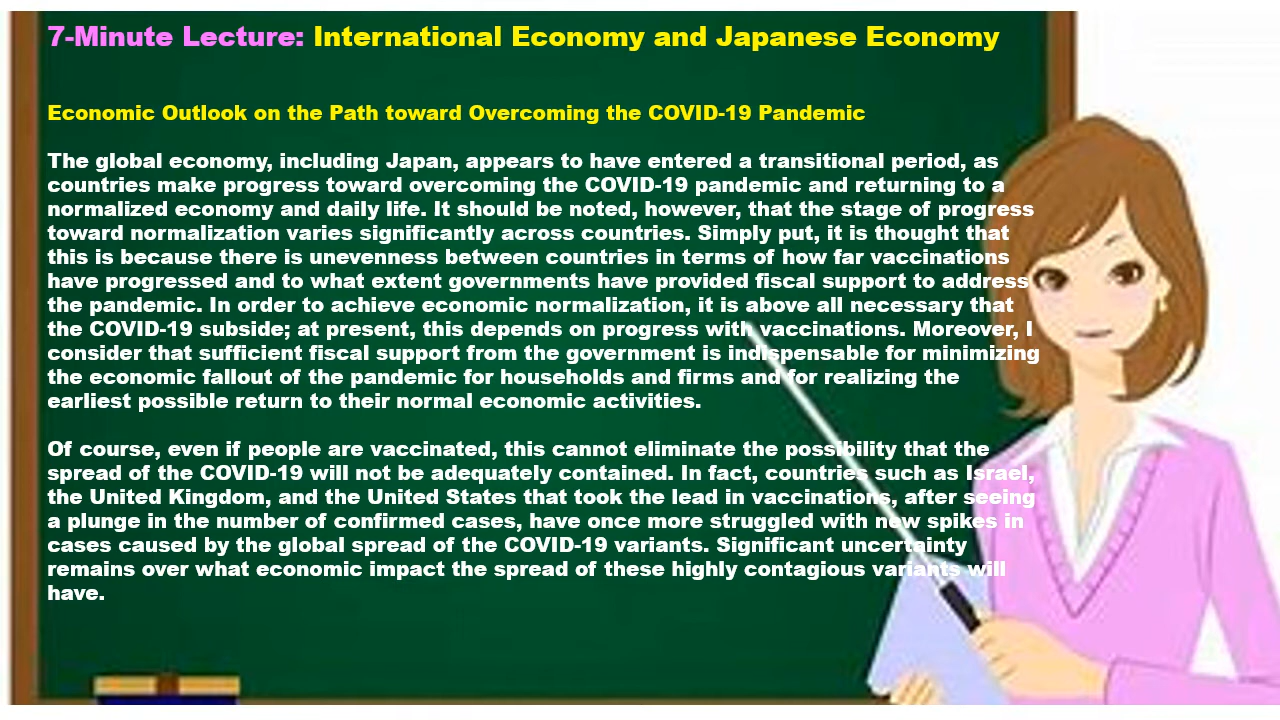 7-Minute Lecture: International Economy and Japanese Economy
Economic Outlook on the Path toward Overcoming the COVID-19 Pandemic
The global economy, including Japan, appears to have entered a transitional period, as
countries make progress toward overcoming the COVID-19 pandemic and returning to a
normalized economy and daily life. It should be noted, however, that the stage of progress
toward normalization varies significantly across countries. Simply put, it is thought that
this is because there is unevenness between countries in terms of how far vaccinations
have progressed and to what extent governments have provided fiscal support to address
the pandemic. In order to achieve economic normalization, it is above all necessary that
the COVID-19 subside; at present, this depends on progress with vaccinations. Moreover, I
consider that sufficient fiscal support from the government is indispensable for minimizing
the economic fallout of the pandemic for households and firms and for realizing the
earliest possible return to their normal economic activities.
Of course, even if people are vaccinated, this cannot eliminate the possibility that the
spread of the COVID-19 will not be adequately contained. In fact, countries such as Israel,
the United Kingdom, and the United States that took the lead in vaccinations, after seeing
a plunge in the number of confirmed cases, have once more struggled with new spikes in
cases caused by the global spread of the COVID-19 variants. Significant uncertainty
remains over what economic impact the spread of these highly contagious variants will
have.